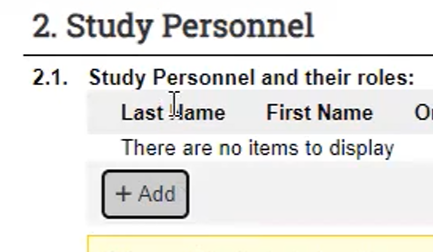 2. Study Personnel
2.1. Study Personnel and their roles:
Last Name First Name
There are no items to display
+ Add